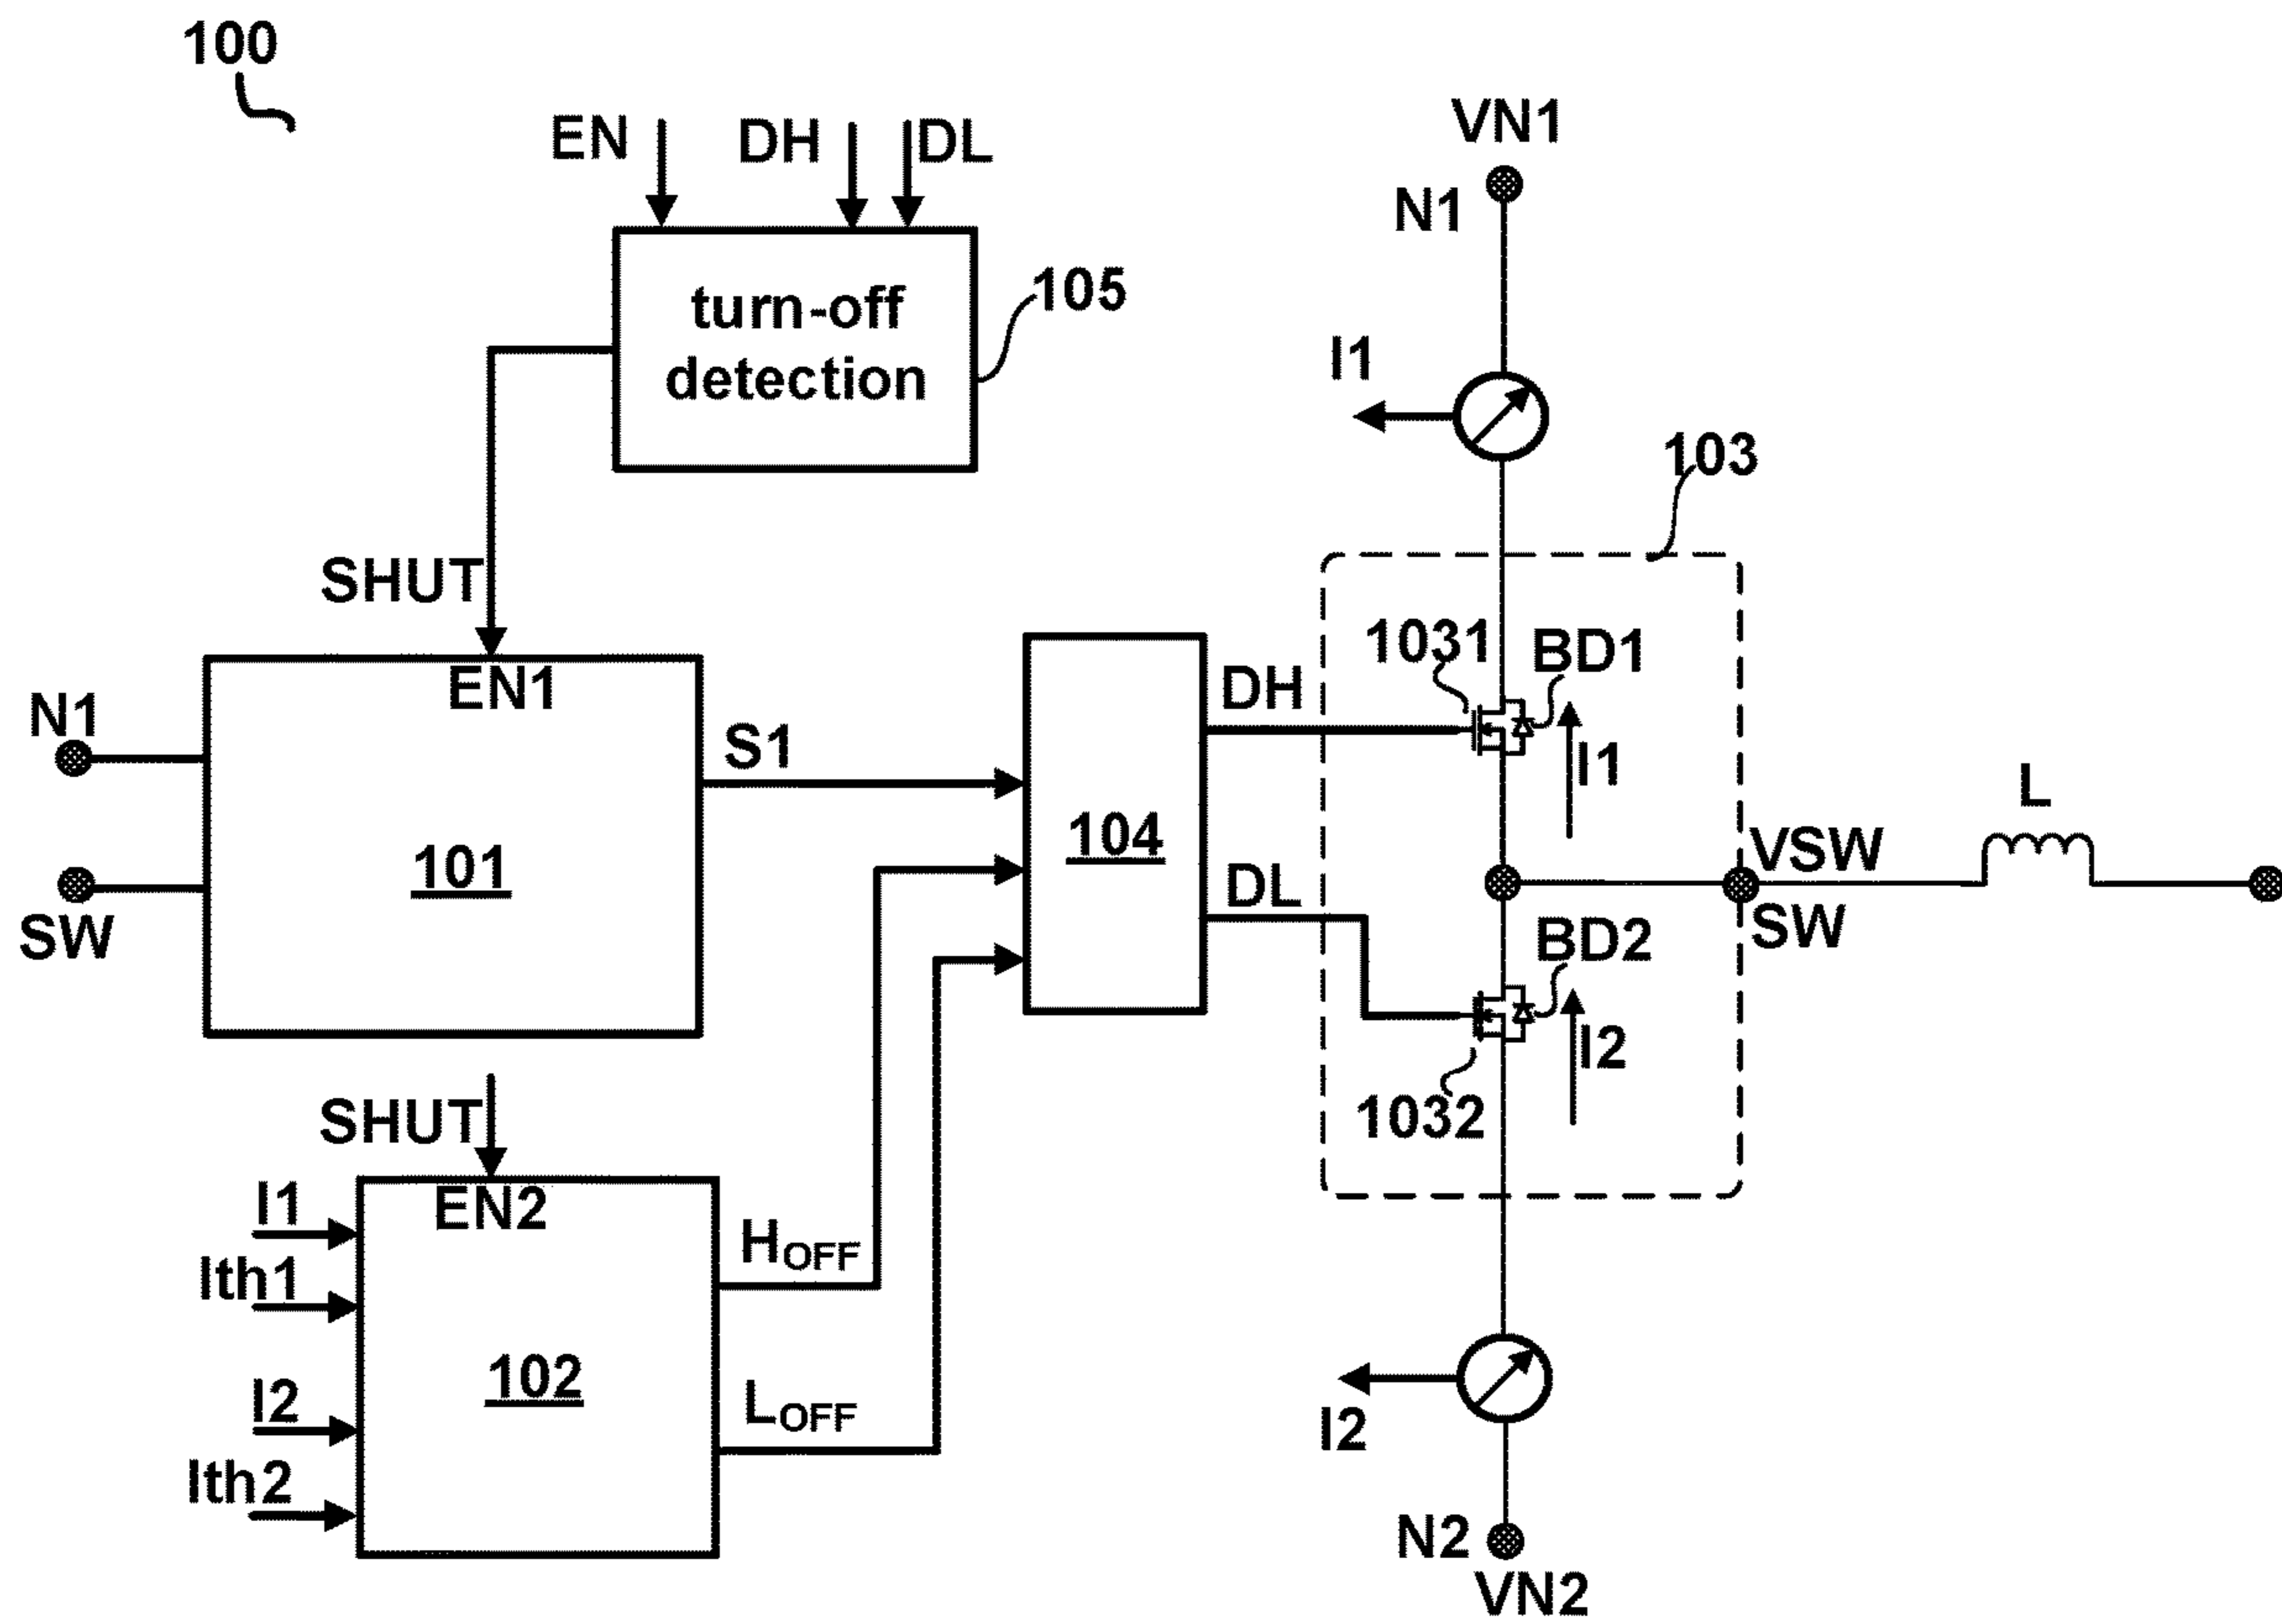 100
EN
DH
DL
turn-off
detection
105
SHUT
EN1
N1
SW
101
S1
SHUT
EN2
I1
Ith1
I2
Ith2
102
HOFF
LOFF
104
DH
DL
VN1
N1
I1
103
1031
BD1
I1
VSW
SW
L
BD2
1032
I2
I2
N2
VN2